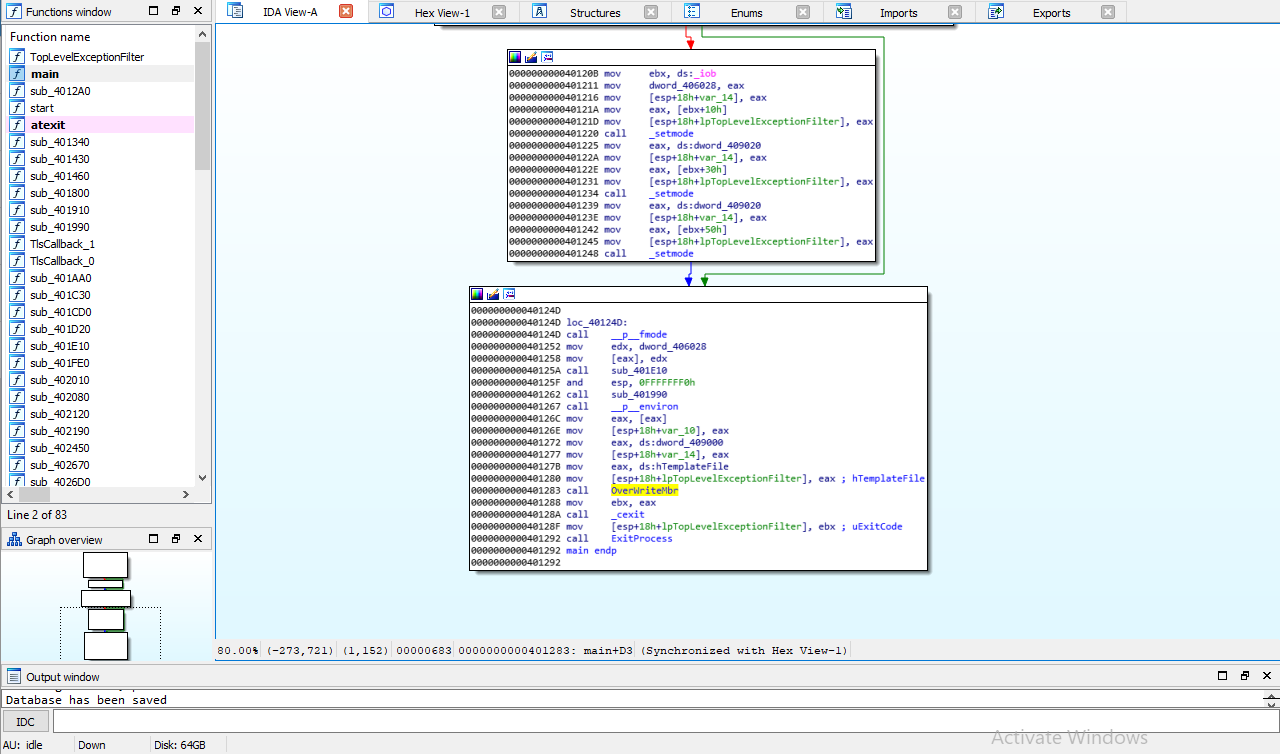 Functions window
IDA View-A
Hex View-1
Structures
Enums
Imports
Exports
Function name
TopLevelExceptionFilter
main
sub_4012A0
start
atexit
sub_401340
sub_401430
sub_401460
sub_401800
sub_401910
sub_401990
TlsCallback_1
TlsCallback_0
sub_401AA0
sub_401C30
sub_401CD0
sub_401D20
sub_401E10
sub_401FE0
sub_402010
sub_402080
sub_402120
sub_402190
sub_402450
sub_402670
sub_4026D0
Line 2 of 83
Graph overview
000000000040120B mov ebx, ds:_iob
0000000000401211 mov dword_406028, eax
0000000000401216 mov [esp+18h+var_14], eax
000000000040121A mov eax, [ebx+10h]
000000000040121D mov [esp+18h+lpTopLevelExceptionFilter], eax
0000000000401220 call _setmode
0000000000401225 mov eax, ds:dword_409020
000000000040122A mov [esp+18h+var_14], eax
000000000040122E mov eax, [ebx+30h]
0000000000401231 mov [esp+18h+lpTopLevelExceptionFilter], eax
0000000000401234 call _setmode
0000000000401239 mov eax, ds:dword_409020
000000000040123E mov [esp+18h+var_14], eax
0000000000401242 mov eax, [ebx+50h]
0000000000401245 mov [esp+18h+lpTopLevelExceptionFilter], eax
0000000000401248 call _setmode
000000000040124D
000000000040124D loc_40124D:
000000000040124D call __p__fmode
0000000000401252 mov edx, dword_406028
0000000000401258 mov [eax], edx
000000000040125A call sub_401E10
000000000040125F and esp, 0FFFFFFF0h
0000000000401262 call sub_401990
0000000000401267 call __p__environ
000000000040126C mov eax, [eax]
000000000040126E mov [esp+18h+var_10], eax
0000000000401272 mov eax, ds:dword_409000
0000000000401277 mov [esp+18h+var_14], eax
000000000040127B mov eax, ds:hTemplateFile
0000000000401280 mov [esp+18h+lpTopLevelExceptionFilter], eax ; hTemplateFile
0000000000401283 call OverWriteMbr
0000000000401288 mov ebx, eax
000000000040128A call _cexit
000000000040128F mov [esp+18h+lpTopLevelExceptionFilter], ebx ; uExitCode
0000000000401292 call ExitProcess
0000000000401292 main endp
0000000000401292
80.00% (-273,721) (1,152) 00000683 0000000000401283: main+D3 (Synchronized with Hex View-1)
Output window
Database has been saved
IDC
AU: idle Down Disk: 64GB
Activate Windows